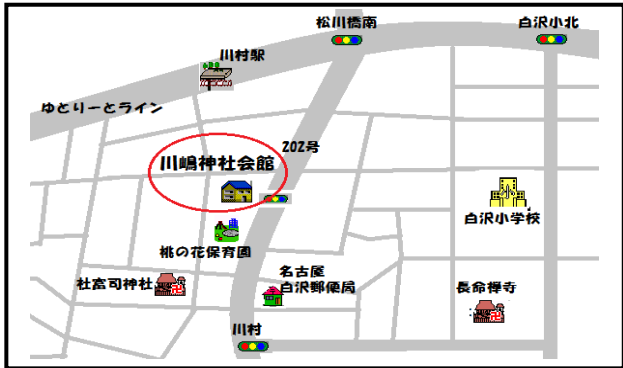 松川橋南
白沢小北
川村駅
ゆとりーとライン
202号
川嶋神社会館
白沢小学校
桃の花保育園
名古屋
白沢郵便局
社宮司神社
長命禅寺
川村